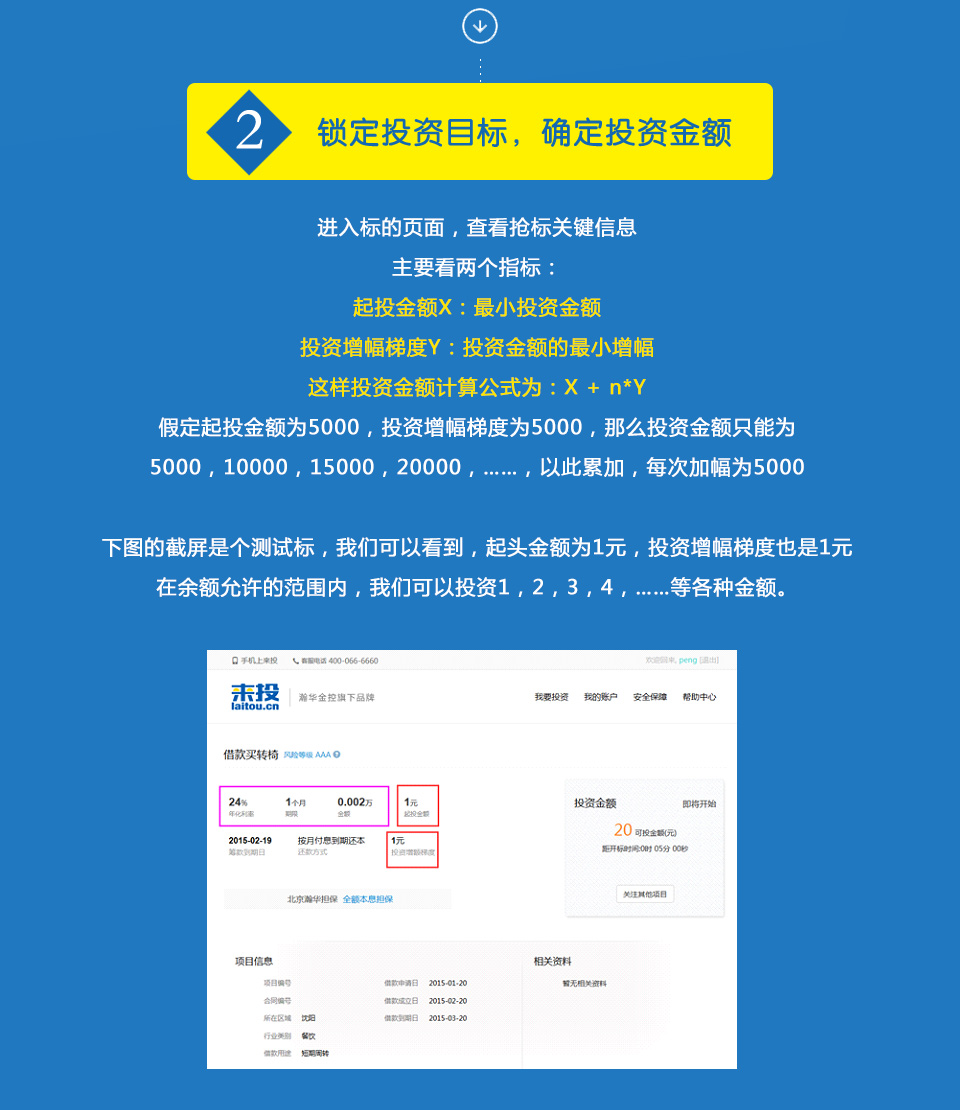 2
锁定投资目标，确定投资金额
进入标的页面，查看抢标关键信息
主要看两个指标：
起投金额X：最小投资金额
投资增幅梯度Y：投资金额的最小增幅
这样投资金额计算公式为：X + n*Y
假定起投金额为5000，投资增幅梯度为5000，那么投资金额只能为
5000，10000，15000，20000，……，以此累加，每次加幅为5000
下图的截屏是个测试标，我们可以看到，起头金额为1元，投资增幅梯度也是1元
在余额允许的范围内，我们可以投资1，2，3，4，……等各种金额。
手机上来投 客服电话 400-066-6660 欢迎回来, peng [退出]
来投 laitou.cn 瀚华金控旗下品牌 我要投资 我的账户 安全保障 帮助中心
借款买转椅 风险等级 AAA
24% 1个月 0.002万 1元
年化利率 期限 金额 起投金额
2015-02-19 按月付息到期还本 1元
筹款到期日 还款方式 投资增额梯度
北京瀚华担保 全额本息担保
投资金额 即将开始
20 可投金额(元)
距开标时间:0时 05分 00秒
关注其他项目
项目信息 相关资料
项目编号 借款申请日 2015-01-20 暂无相关资料
合同编号 借款成立日 2015-02-20
所在区域 沈阳 借款到期日 2015-03-20
行业类别 餐饮
借款用途 短期周转